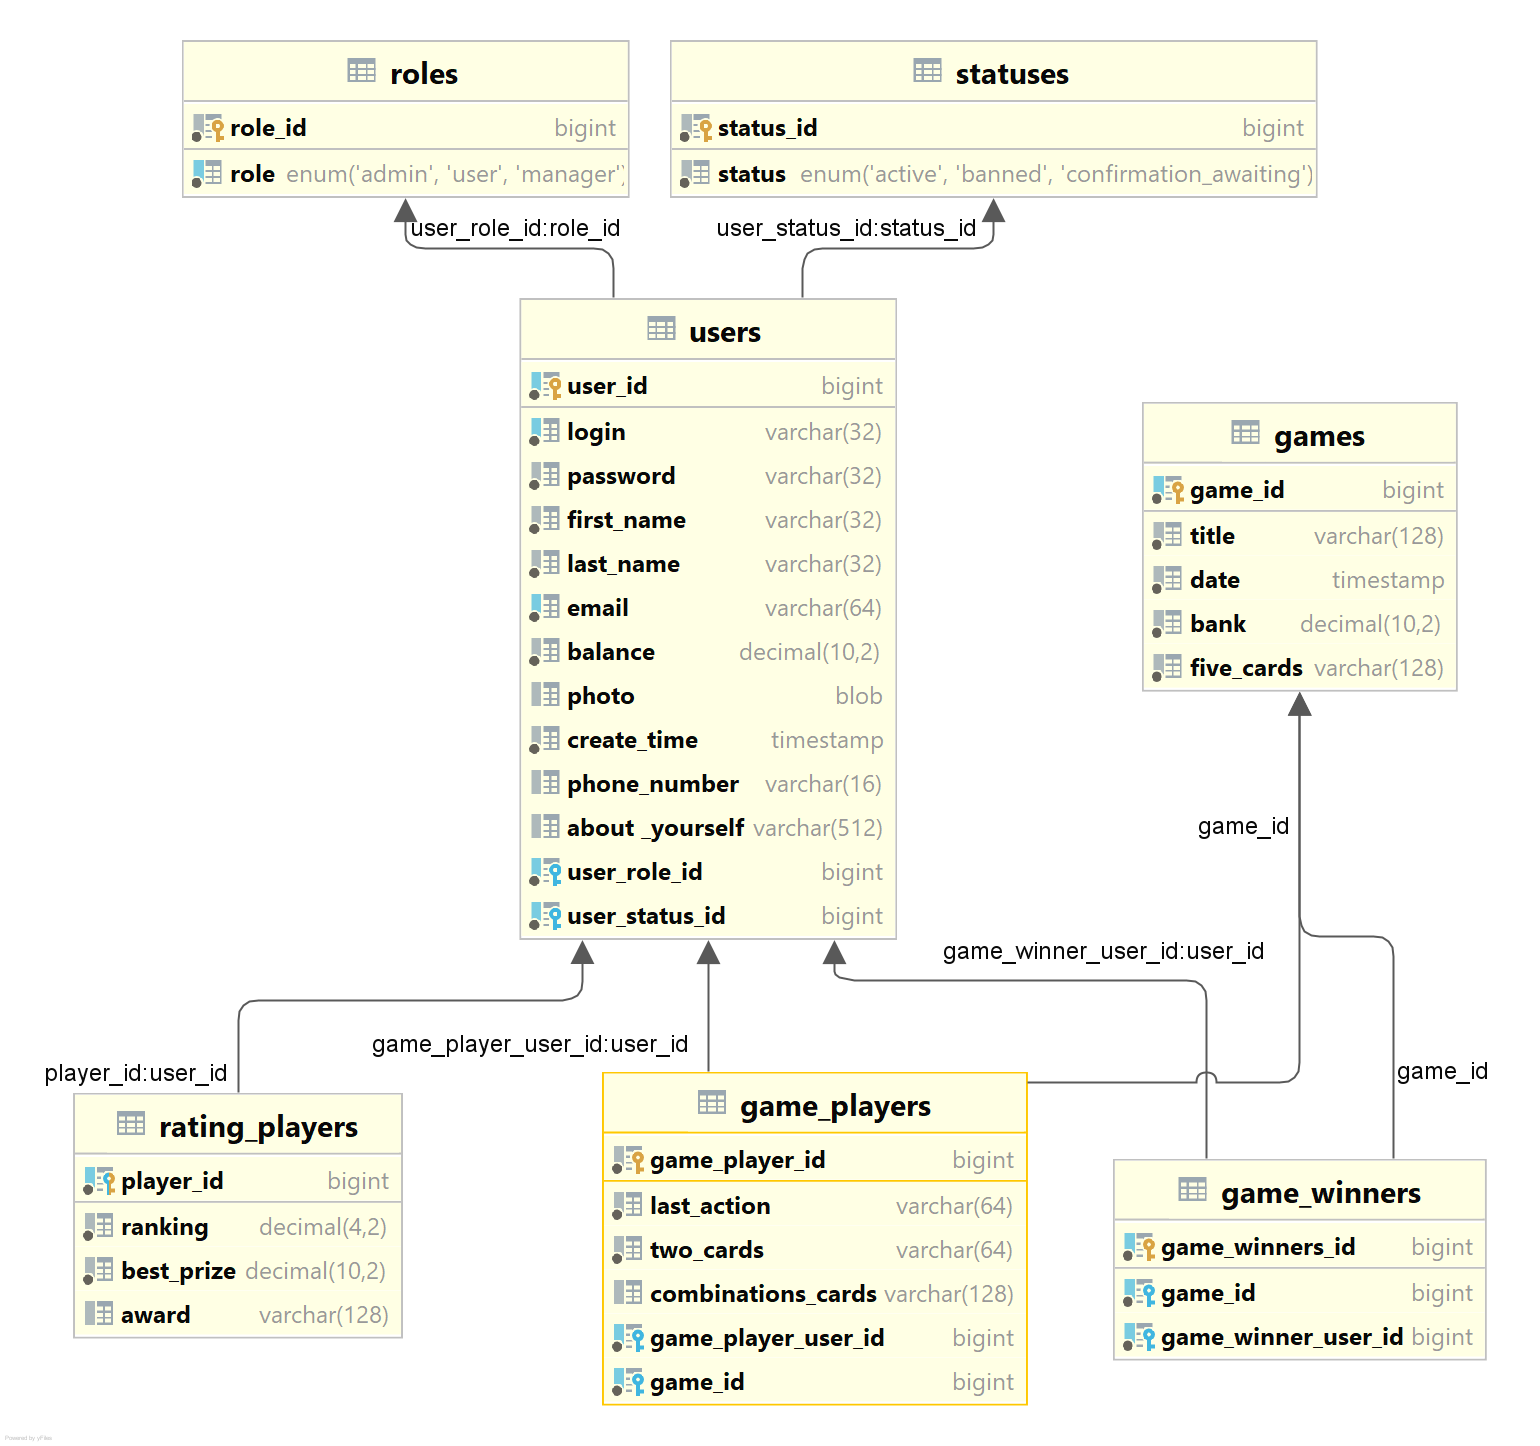 roles
role_id bigint
role enum('admin', 'user', 'manager')
statuses
status_id bigint
status enum('active', 'banned', 'confirmation_awaiting')
user_role_id:role_id
user_status_id:status_id
users
user_id bigint
login varchar(32)
password varchar(32)
first_name varchar(32)
last_name varchar(32)
email varchar(64)
balance decimal(10,2)
photo blob
create_time timestamp
phone_number varchar(16)
about _yourself varchar(512)
user_role_id bigint
user_status_id bigint
games
game_id bigint
title varchar(128)
date timestamp
bank decimal(10,2)
five_cards varchar(128)
game_id
game_winner_user_id:user_id
game_player_user_id:user_id
player_id:user_id
game_id
rating_players
player_id bigint
ranking decimal(4,2)
best_prize decimal(10,2)
award varchar(128)
game_players
game_player_id bigint
last_action varchar(64)
two_cards varchar(64)
combinations_cards varchar(128)
game_player_user_id bigint
game_id bigint
game_winners
game_winners_id bigint
game_id bigint
game_winner_user_id bigint
Powered by yFiles